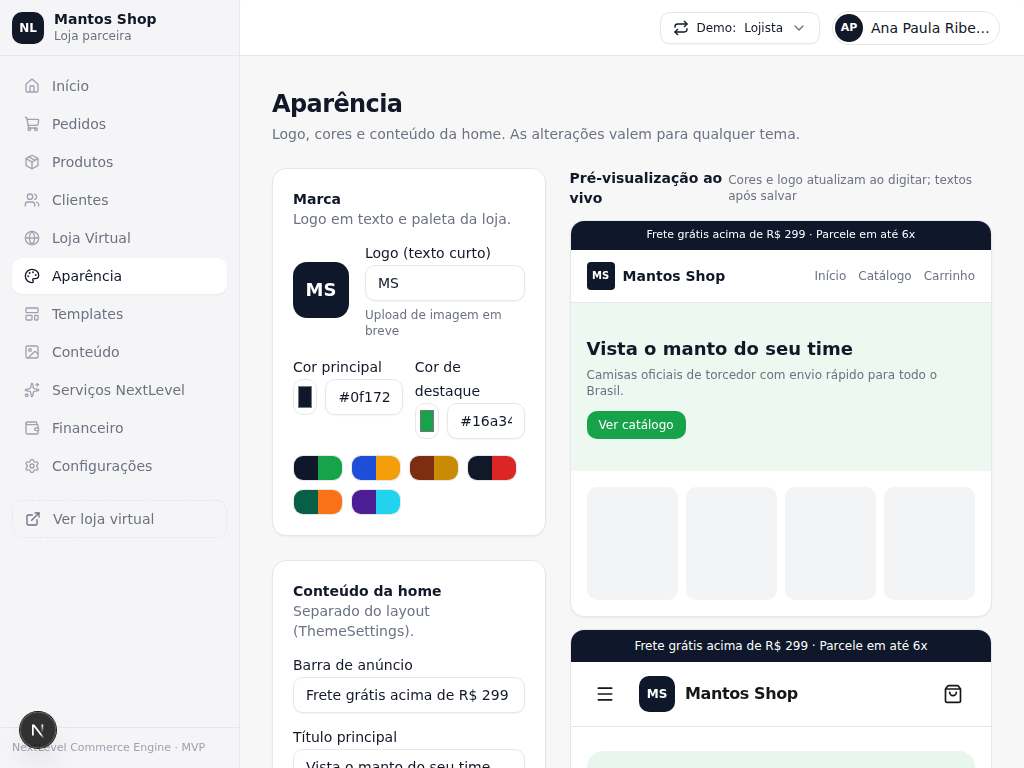 NL
Mantos Shop
Loja parceira
Demo: Lojista
AP
Ana Paula Ribe...
Início
Pedidos
Produtos
Clientes
Loja Virtual
Aparência
Templates
Conteúdo
Serviços NextLevel
Financeiro
Configurações
Ver loja virtual
N
NextLevel Commerce Engine · MVP
Aparência
Logo, cores e conteúdo da home. As alterações valem para qualquer tema.
Marca
Logo em texto e paleta da loja.
MS
Logo (texto curto)
MS
Upload de imagem em
breve
Cor principal
#0f172
Cor de
destaque
#16a34
Conteúdo da home
Separado do layout
(ThemeSettings).
Barra de anúncio
Frete grátis acima de R$ 299
Título principal
Vista o manto do seu time
Pré-visualização ao
vivo
Cores e logo atualizam ao digitar; textos
após salvar
Frete grátis acima de R$ 299 · Parcele em até 6x
MS
Mantos Shop
Início
Catálogo
Carrinho
Vista o manto do seu time
Camisas oficiais de torcedor com envio rápido para todo o
Brasil.
Ver catálogo
Frete grátis acima de R$ 299 · Parcele em até 6x
MS
Mantos Shop